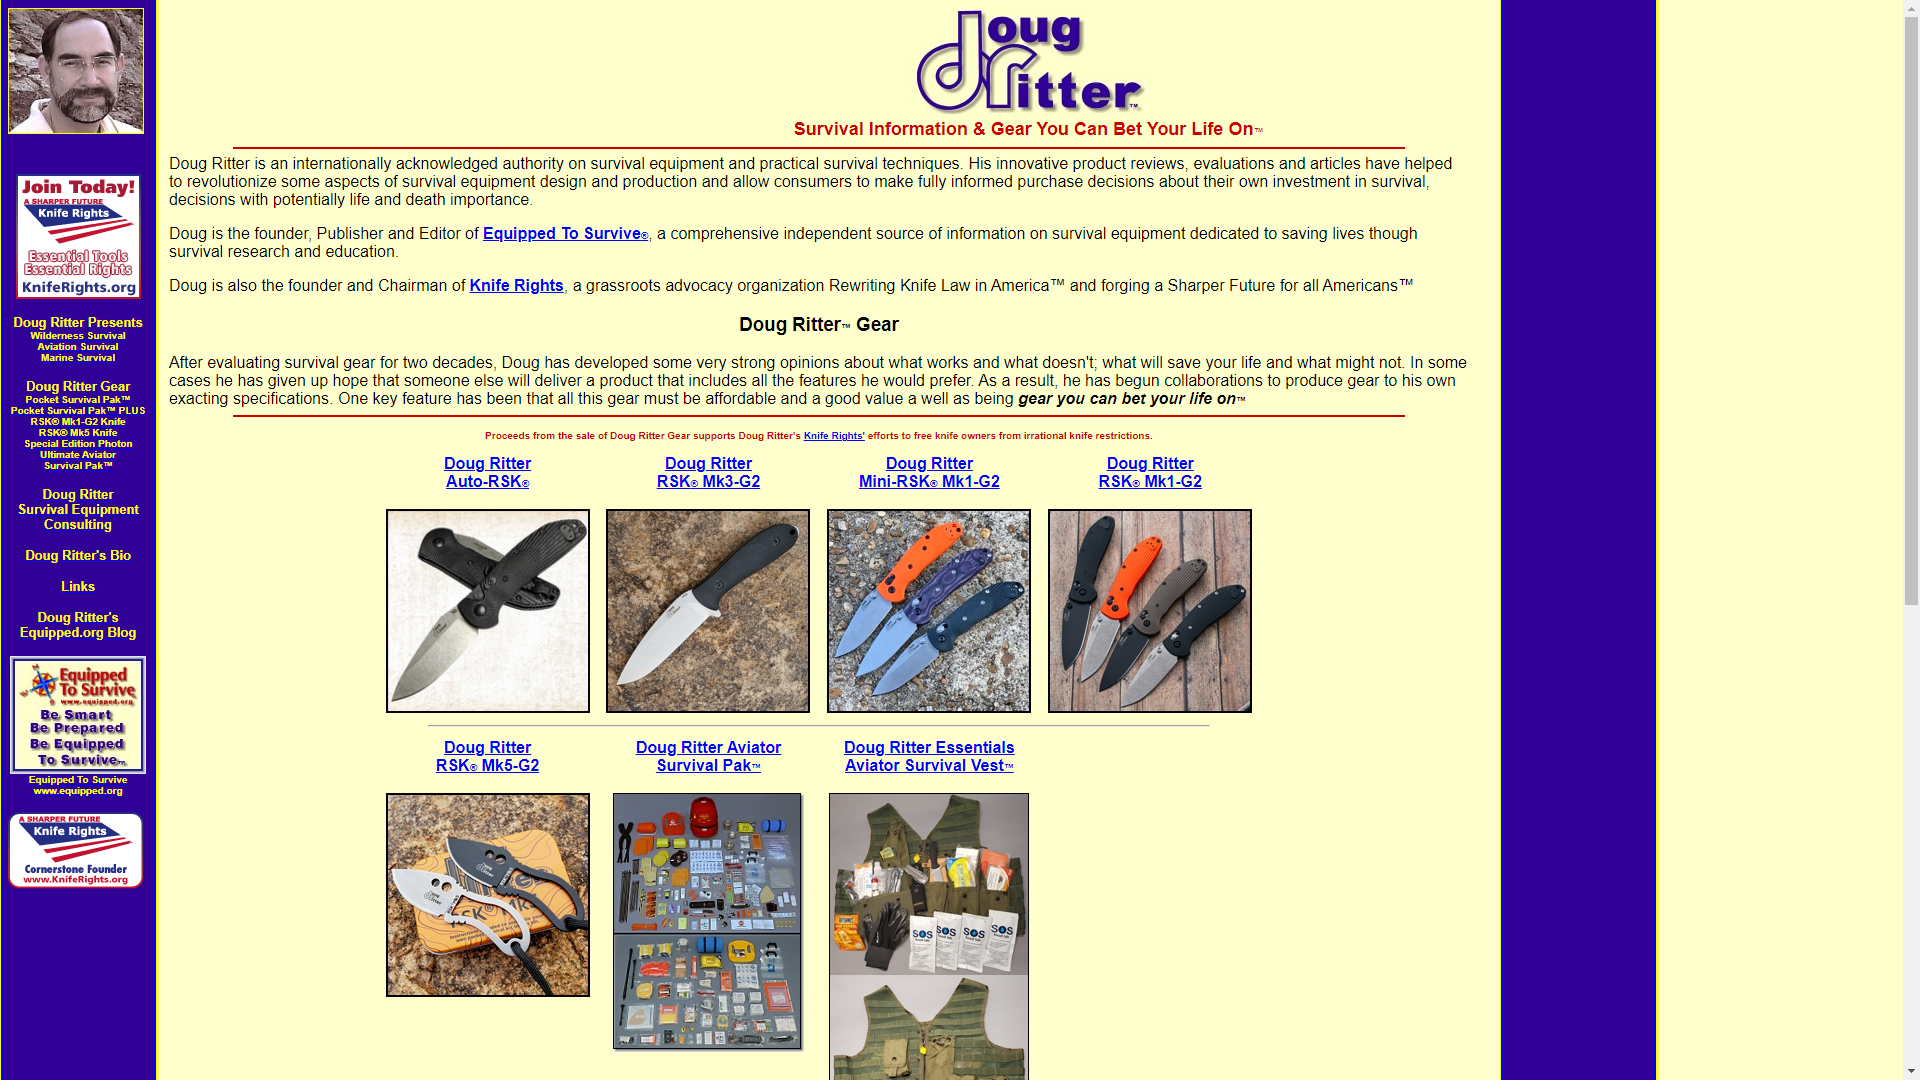 doug
ritter™
Survival Information & Gear You Can Bet Your Life On™
Join Today!
A SHARPER FUTURE
Knife Rights
Essential Tools
Essential Rights
KnifeRights.org
Doug Ritter Presents
Wilderness Survival
Aviation Survival
Marine Survival
Doug Ritter Gear
Pocket Survival Pak™
Pocket Survival Pak™ PLUS
RSK® Mk1-G2 Knife
RSK® Mk5 Knife
Special Edition Photon
Ultimate Aviator
Survival Pak™
Doug Ritter
Survival Equipment
Consulting
Doug Ritter's Bio
Links
Doug Ritter's
Equipped.org Blog
Equipped
To Survive
www.equipped.org
Be Smart
Be Prepared
Be Equipped
To Survive™
Equipped To Survive
www.equipped.org
A SHARPER FUTURE
Knife Rights
Cornerstone Founder
www.KnifeRights.org
Doug Ritter is an internationally acknowledged authority on survival equipment and practical survival techniques. His innovative product reviews, evaluations and articles have helped
to revolutionize some aspects of survival equipment design and production and allow consumers to make fully informed purchase decisions about their own investment in survival,
decisions with potentially life and death importance.
Doug is the founder, Publisher and Editor of Equipped To Survive®, a comprehensive independent source of information on survival equipment dedicated to saving lives though
survival research and education.
Doug is also the founder and Chairman of Knife Rights, a grassroots advocacy organization Rewriting Knife Law in America™ and forging a Sharper Future for all Americans™
Doug Ritter™ Gear
After evaluating survival gear for two decades, Doug has developed some very strong opinions about what works and what doesn't; what will save your life and what might not. In some
cases he has given up hope that someone else will deliver a product that includes all the features he would prefer. As a result, he has begun collaborations to produce gear to his own
exacting specifications. One key feature has been that all this gear must be affordable and a good value a well as being gear you can bet your life on™
Proceeds from the sale of Doug Ritter Gear supports Doug Ritter's Knife Rights' efforts to free knife owners from irrational knife restrictions.
Doug Ritter
Auto-RSK®
Doug Ritter
RSK® Mk3-G2
Doug Ritter
Mini-RSK® Mk1-G2
Doug Ritter
RSK® Mk1-G2
Doug Ritter
RSK® Mk5-G2
Doug Ritter Aviator
Survival Pak™
Doug Ritter Essentials
Aviator Survival Vest™
SOS
SOS
SOS
SOS